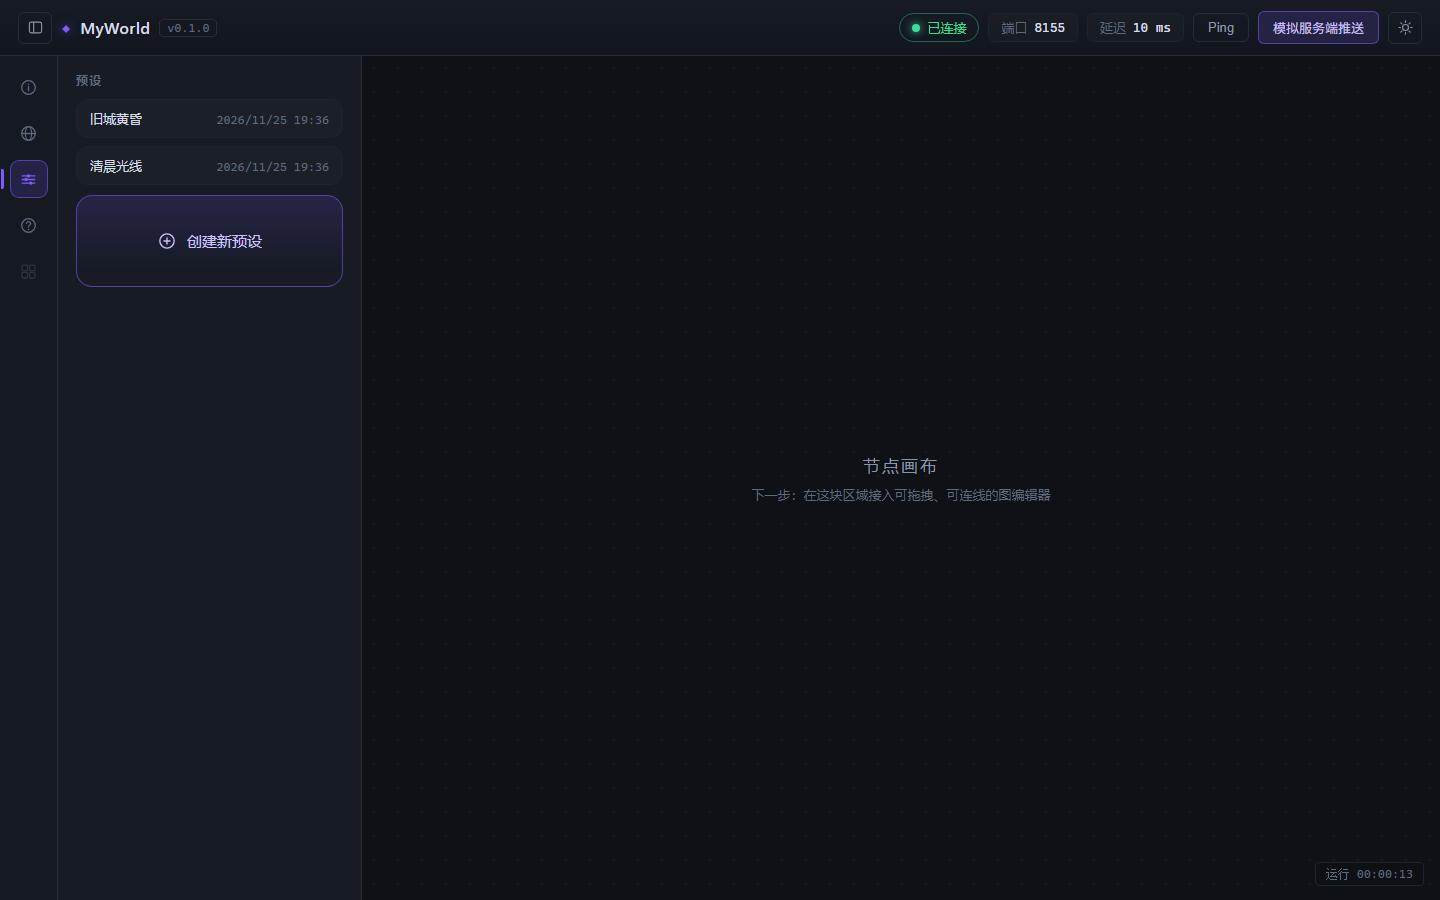 MyWorld v0.1.0 已连接 端口 8155 延迟 10 ms Ping 模拟服务端推送
预设
旧城黄昏 2026/11/25 19:36
清晨光线 2026/11/25 19:36
创建新预设
节点画布
下一步：在这块区域接入可拖拽、可连线的图编辑器
运行 00:00:13